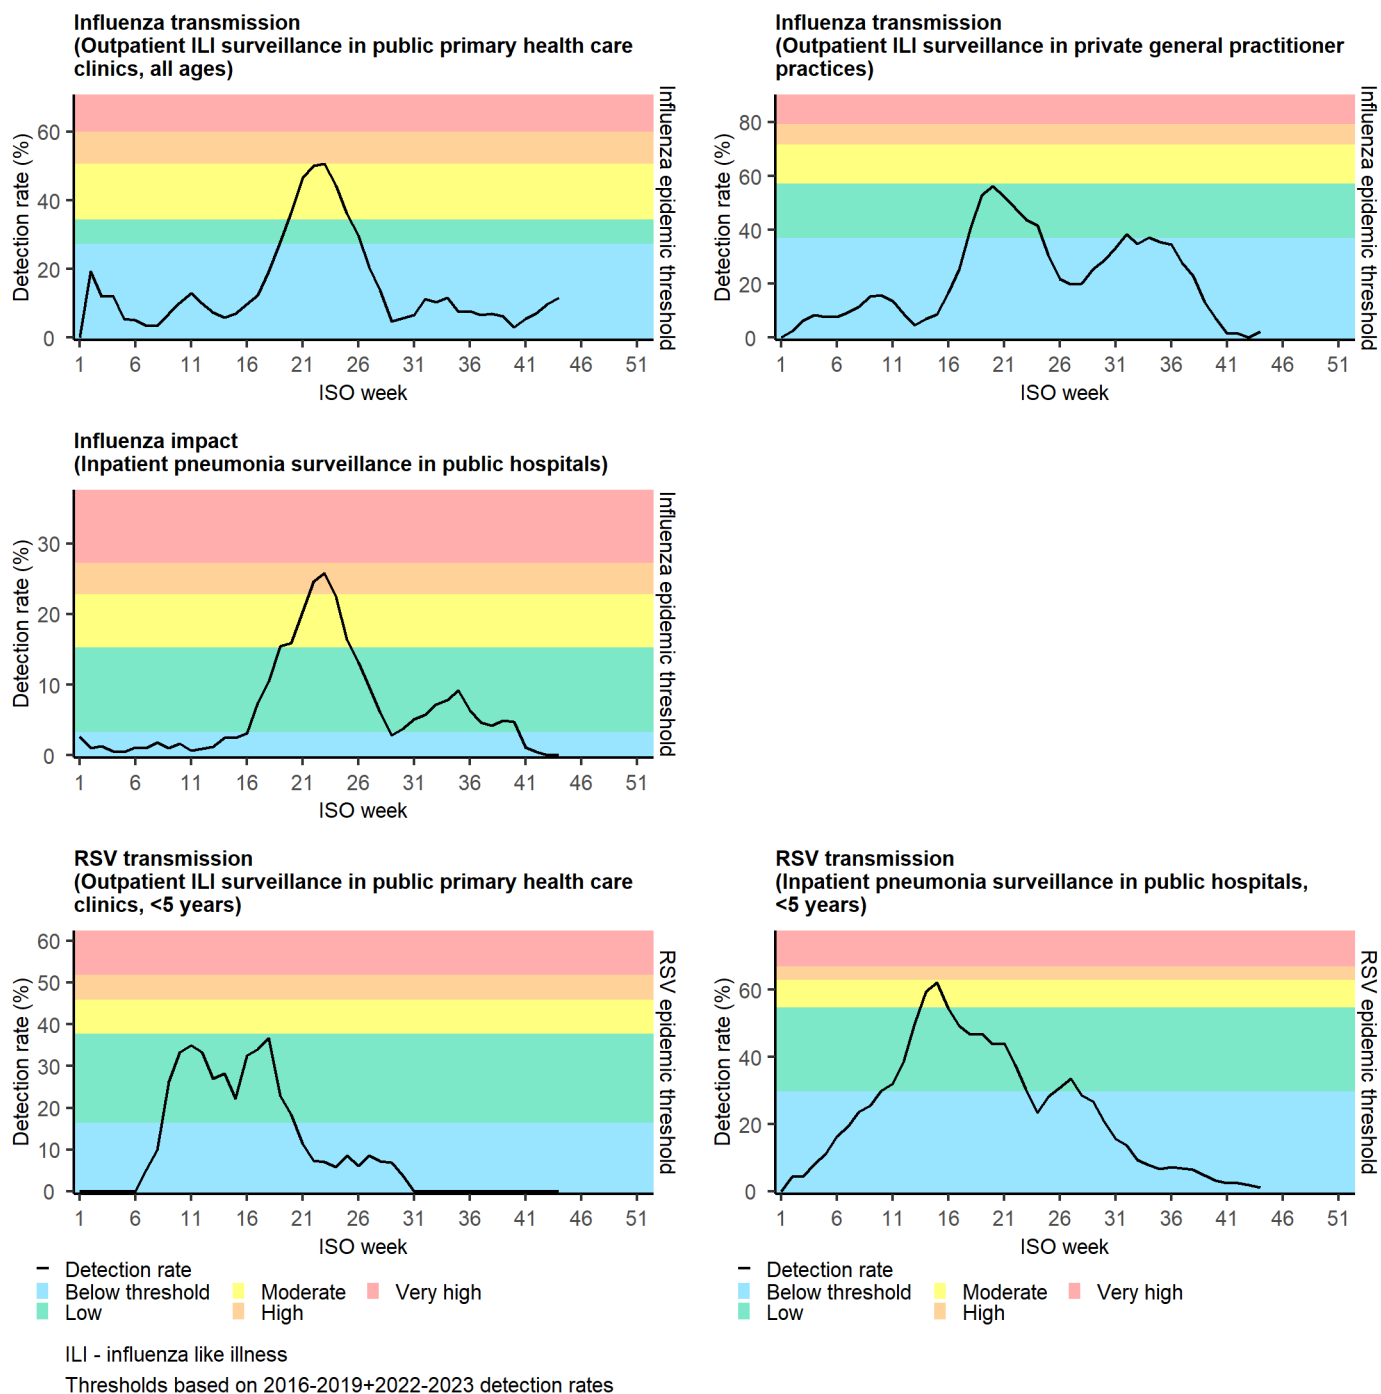 Influenza transmission
(Outpatient ILI surveillance in public primary health care
clinics, all ages)
Detection rate (%)
60
40
20
0
1 6 11 16 21 26 31 36 41 46 51
ISO week
Influenza epidemic threshold
Influenza transmission
(Outpatient ILI surveillance in private general practitioner
practices)
Detection rate (%)
80
60
40
20
0
1 6 11 16 21 26 31 36 41 46 51
ISO week
Influenza epidemic threshold
Influenza impact
(Inpatient pneumonia surveillance in public hospitals)
Detection rate (%)
30
20
10
0
1 6 11 16 21 26 31 36 41 46 51
ISO week
Influenza epidemic threshold
RSV transmission
(Outpatient ILI surveillance in public primary health care
clinics, <5 years)
Detection rate (%)
60
50
40
30
20
10
0
1 6 11 16 21 26 31 36 41 46 51
ISO week
RSV epidemic threshold
RSV transmission
(Inpatient pneumonia surveillance in public hospitals,
<5 years)
Detection rate (%)
60
40
20
0
1 6 11 16 21 26 31 36 41 46 51
ISO week
RSV epidemic threshold
Detection rate
Below threshold Moderate Very high
Low High
Detection rate
Below threshold Moderate Very high
Low High
ILI - influenza like illness
Thresholds based on 2016-2019+2022-2023 detection rates